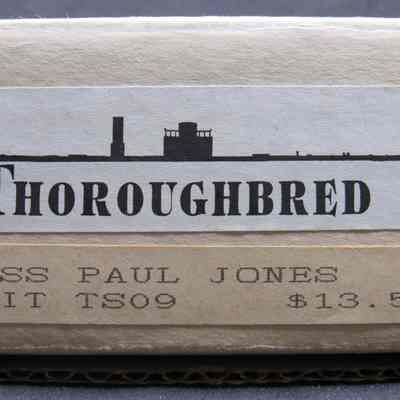 THOROUGHBRED
SS PAUL JONES
IT TS09 $13.5